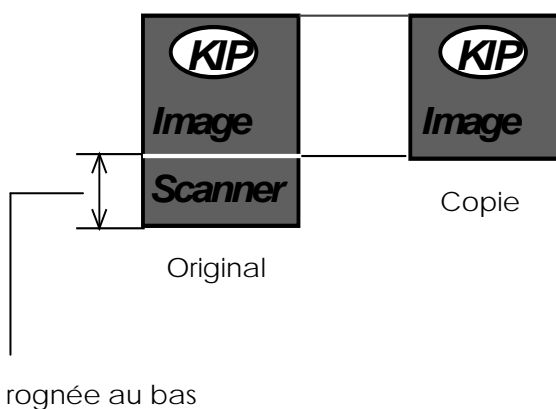 KIP
Image
Scanner
Original
KIP
Image
Copie
rognée au bas